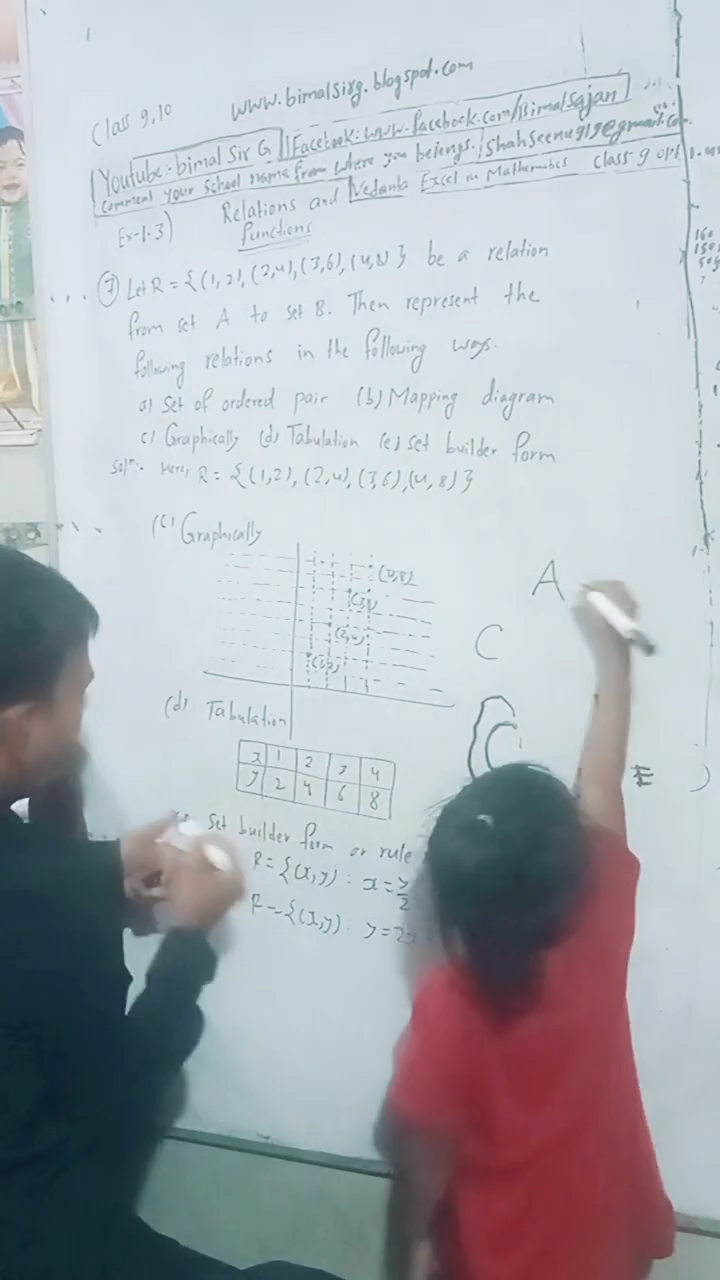 Class 9,10
www.bimalsirg.blogspot.com
Youtube: bimal Sir G Facebook: www.facebook.com/Bimalsajan
comment your School name from where you belongs.
Ex-1.3) Relations and Functions
Vedanta Excel in Mathematics class 9 opt
7) Let R = {(1,2), (2,4), (3,6), (4,8)} be a relation
from set A to set B. Then represent the
following relations in the following ways.
a) Set of ordered pair (b) Mapping diagram
c) Graphically (d) Tabulation (e) set builder form
Solⁿ:- Here, R = {(1,2), (2,4), (3,6), (4,8)}
(c) Graphically
(4,8)
(3,6)
(2,4)
(1,2)
A
C
C
E
(d) Tabulation
x 1 2 3 4
y 2 4 6 8
set builder form or rule
R = {(x,y) : x = y/2
R = {(x,y) : y = 2x